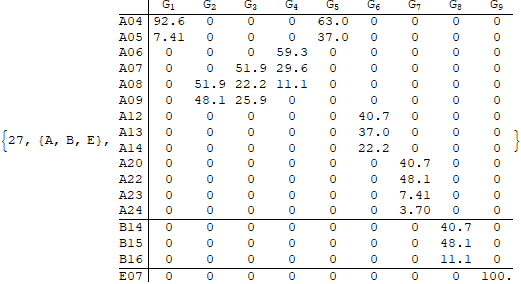 G₁ G₂ G₃ G₄ G₅ G₆ G₇ G₈ G₉
A04 92.6 0 0 0 63.0 0 0 0 0
A05 7.41 0 0 0 37.0 0 0 0 0
A06 0 0 0 59.3 0 0 0 0 0
A07 0 0 51.9 29.6 0 0 0 0 0
A08 0 51.9 22.2 11.1 0 0 0 0 0
A09 0 48.1 25.9 0 0 0 0 0 0
A12 0 0 0 0 0 40.7 0 0 0
{27, {A, B, E}, A13 0 0 0 0 0 37.0 0 0 0 }
A14 0 0 0 0 0 22.2 0 0 0
A20 0 0 0 0 0 0 40.7 0 0
A22 0 0 0 0 0 0 48.1 0 0
A23 0 0 0 0 0 0 7.41 0 0
A24 0 0 0 0 0 0 3.70 0 0
B14 0 0 0 0 0 0 0 40.7 0
B15 0 0 0 0 0 0 0 48.1 0
B16 0 0 0 0 0 0 0 11.1 0
E07 0 0 0 0 0 0 0 0 100.